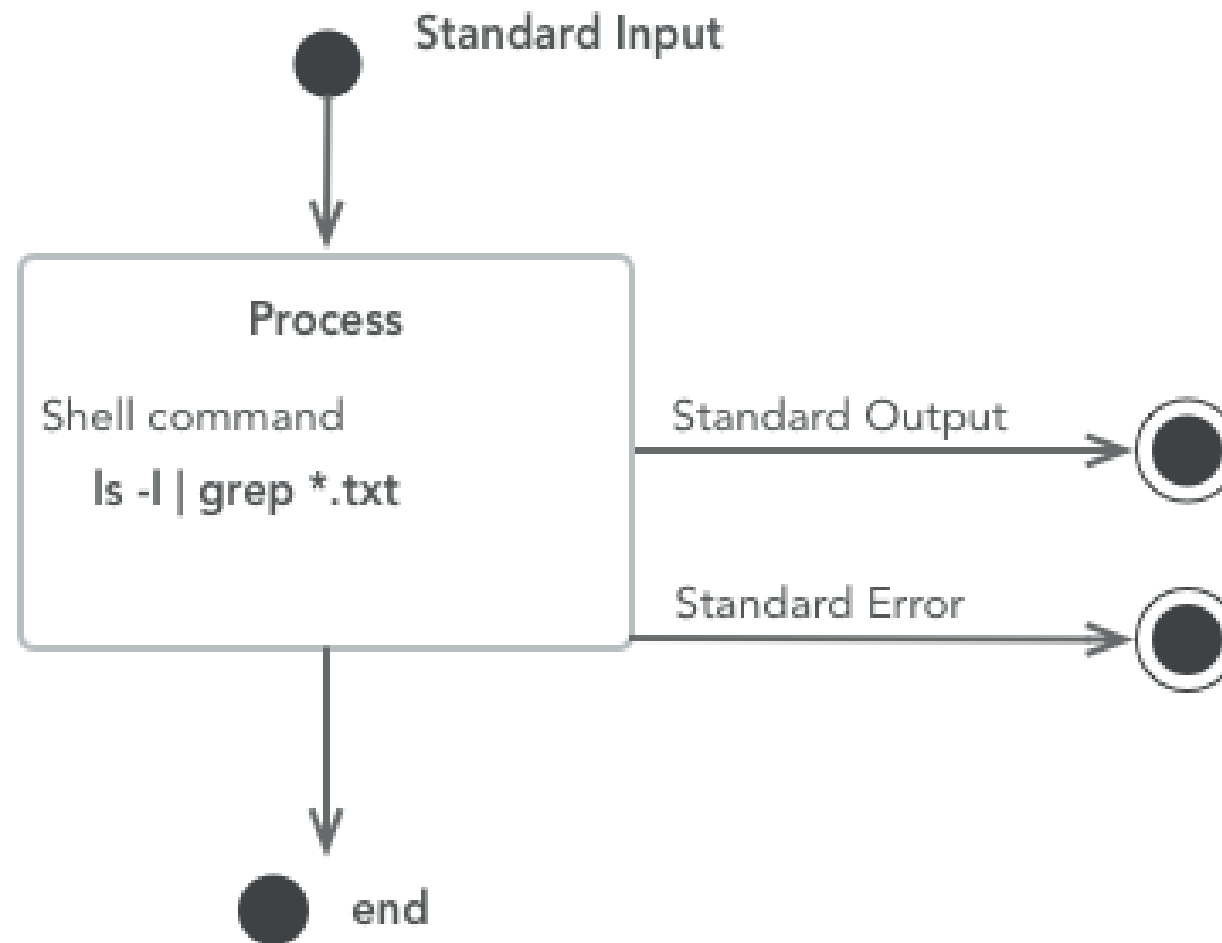 Standard Input
Process
Shell command
ls -l | grep *.txt
Standard Output
Standard Error
end